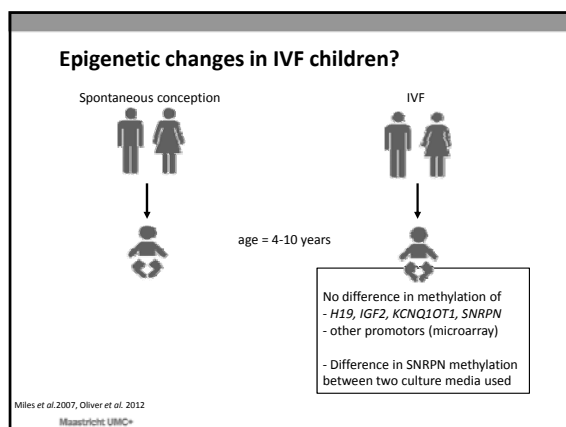 Epigenetic changes in IVF children?
Spontaneous conception
IVF
age = 4-10 years
No difference in methylation of
- H19, IGF2, KCNQ1OT1, SNRPN
- other promotors (microarray)
- Difference in SNRPN methylation
between two culture media used
Miles et al.2007, Oliver et al. 2012
Maastricht UMC+